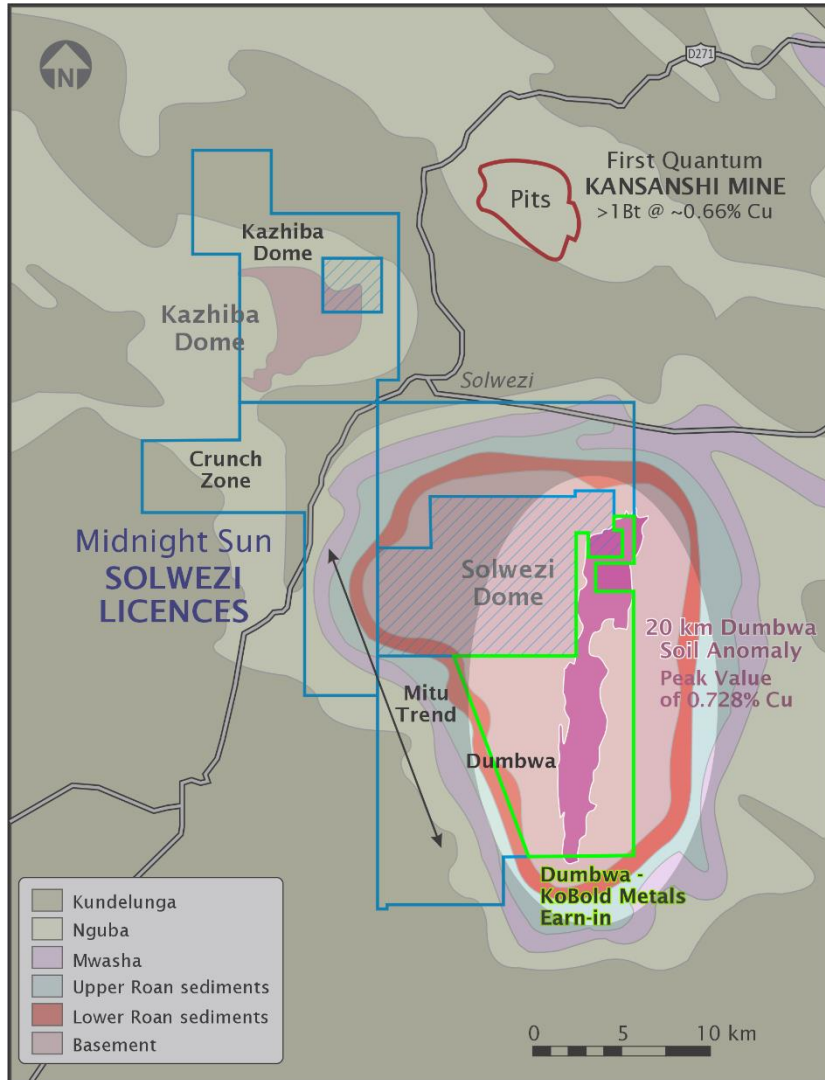 N
D271
First Quantum
KANSANSHI MINE
>1Bt @ ~0.66% Cu
Pits
Kazhiba
Dome
Kazhiba
Dome
Solwezi
Crunch
Zone
Midnight Sun
SOLWEZI
LICENCES
Solwezi
Dome
20 km Dumbwa
Soil Anomaly
Peak Value
of 0.728% Cu
Mitu
Trend
Dumbwa
Dumbwa -
KoBold Metals
Earn-in
Kundelunga
Nguba
Mwasha
Upper Roan sediments
Lower Roan sediments
Basement
0 5 10 km